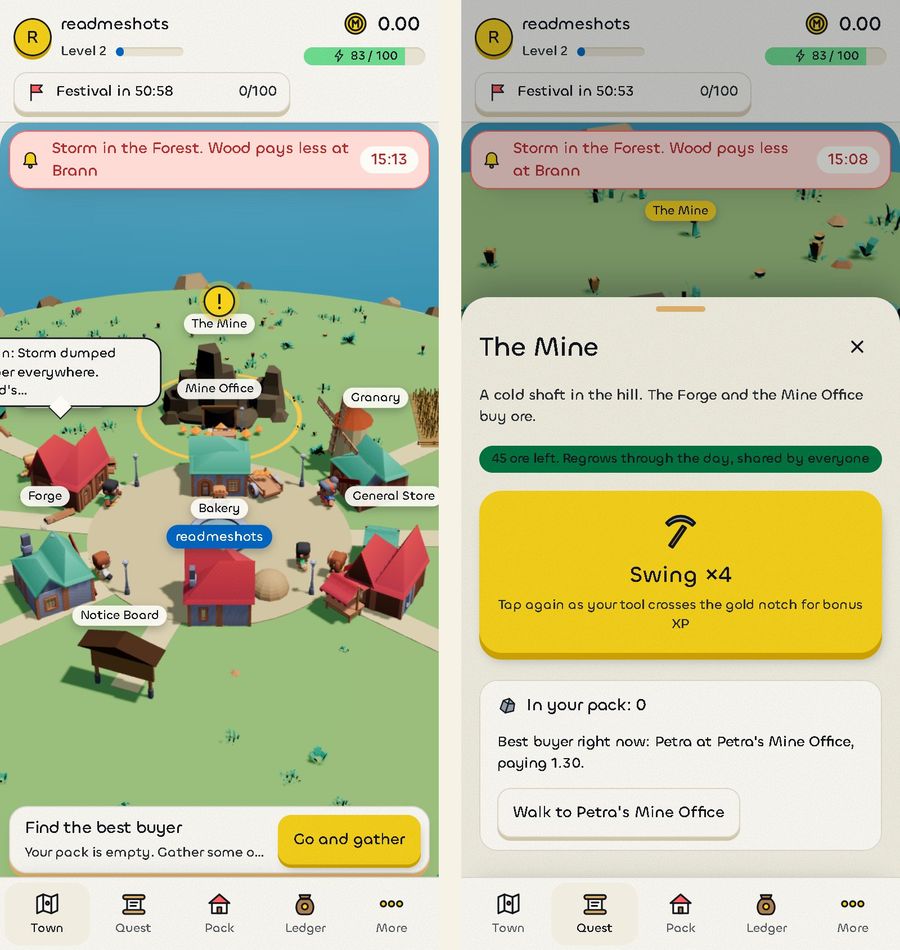 R
readmeshots
Level 2
M
0.00
83 / 100
Festival in 50:58
0/100
Storm in the Forest. Wood pays less at
Brann
15:13
!
The Mine
n: Storm dumped
er everywhere.
d's...
Mine Office
Granary
Forge
General Store
Bakery
readmeshots
Notice Board
Find the best buyer
Your pack is empty. Gather some o...
Go and gather
Town
Quest
Pack
Ledger
More
R
readmeshots
Level 2
M
0.00
83 / 100
Festival in 50:53
0/100
Storm in the Forest. Wood pays less
at Brann
15:08
The Mine
The Mine
A cold shaft in the hill. The Forge and the Mine Office
buy ore.
45 ore left. Regrows through the day, shared by everyone
Swing ×4
Tap again as your tool crosses the gold notch for bonus
XP
In your pack: 0
Best buyer right now: Petra at Petra's Mine Office,
paying 1.30.
Walk to Petra's Mine Office
Town
Quest
Pack
Ledger
More